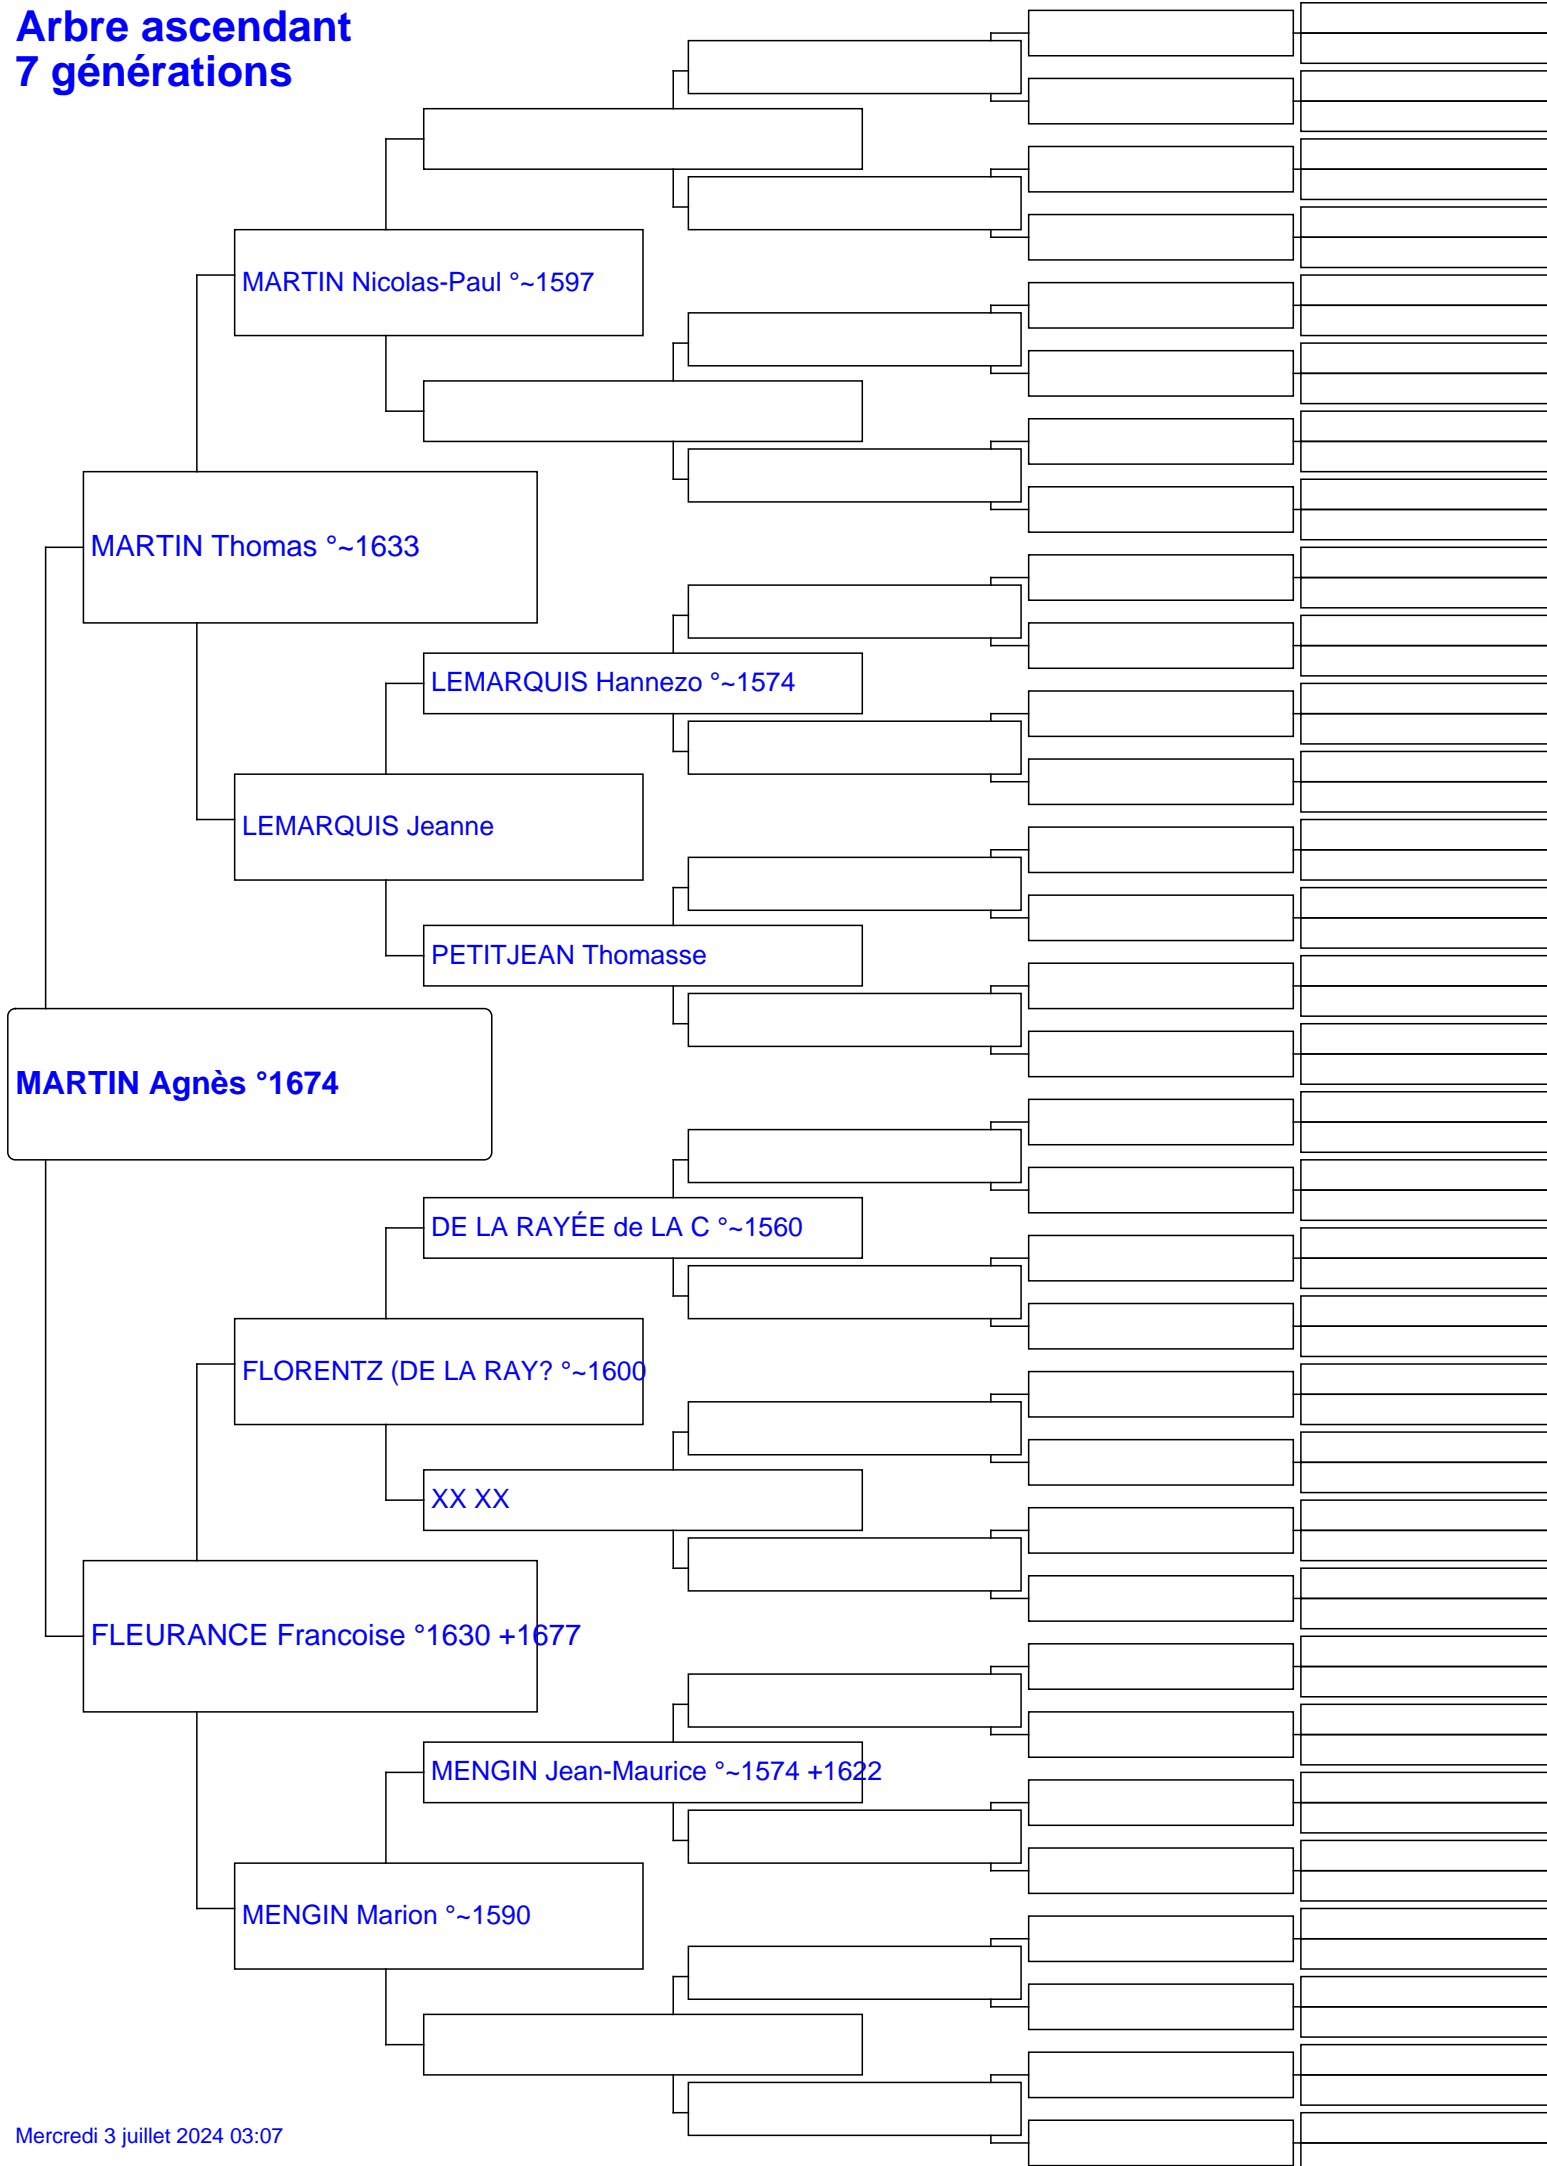 Arbre ascendant
7 générations
MARTIN Nicolas-Paul °~1597
MARTIN Thomas °~1633
LEMARQUIS Hannezo °~1574
LEMARQUIS Jeanne
PETITJEAN Thomasse
MARTIN Agnès °1674
DE LA RAYÉE de LA C °~1560
FLORENTZ (DE LA RAY? °~1600
XX XX
FLEURANCE Francoise °1630 +1677
MENGIN Jean-Maurice °~1574 +1622
MENGIN Marion °~1590
Mercredi 3 juillet 2024 03:07